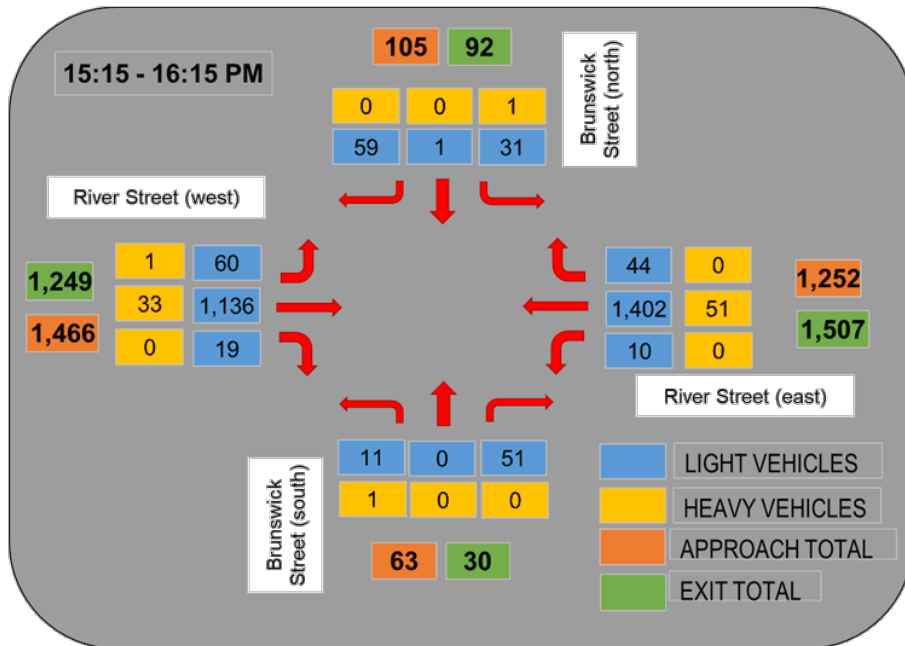 105 92
15:15 - 16:15 PM
Brunswick
Street (north)
0 0 1
59 1 31
River Street (west)
1 60
1,249
33 1,136
1,466
0 19
44 0
1,252
1,402 51
1,507
10 0
River Street (east)
Brunswick
Street (south)
11 0 51
1 0 0
63 30
LIGHT VEHICLES
HEAVY VEHICLES
APPROACH TOTAL
EXIT TOTAL